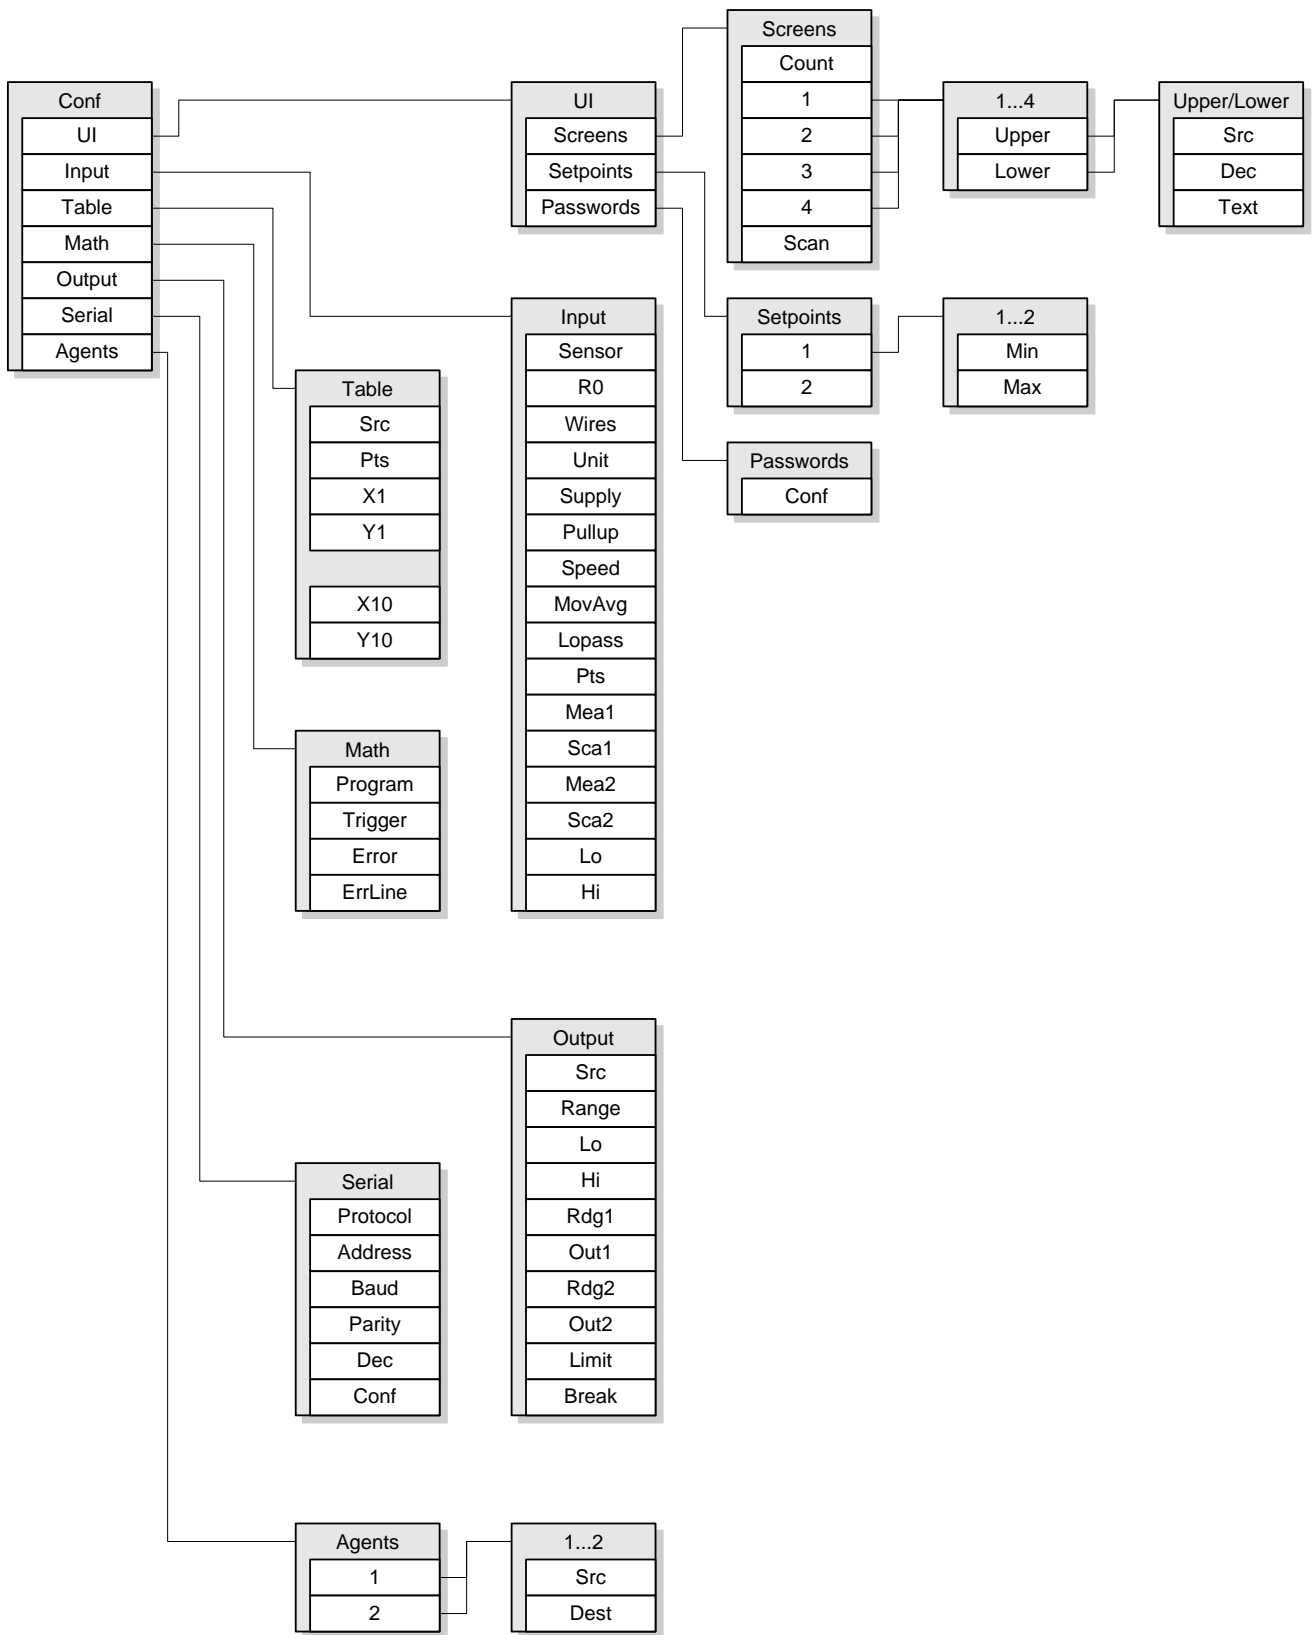 Conf
UI
Input
Table
Math
Output
Serial
Agents
UI
Screens
Setpoints
Passwords
Screens
Count
1
2
3
4
Scan
1...4
Upper
Lower
Upper/Lower
Src
Dec
Text
Setpoints
1
2
1...2
Min
Max
Passwords
Conf
Input
Sensor
R0
Wires
Unit
Supply
Pullup
Speed
MovAvg
Lopass
Pts
Mea1
Sca1
Mea2
Sca2
Lo
Hi
Table
Src
Pts
X1
Y1
X10
Y10
Math
Program
Trigger
Error
ErrLine
Output
Src
Range
Lo
Hi
Rdg1
Out1
Rdg2
Out2
Limit
Break
Serial
Protocol
Address
Baud
Parity
Dec
Conf
Agents
1
2
1...2
Src
Dest